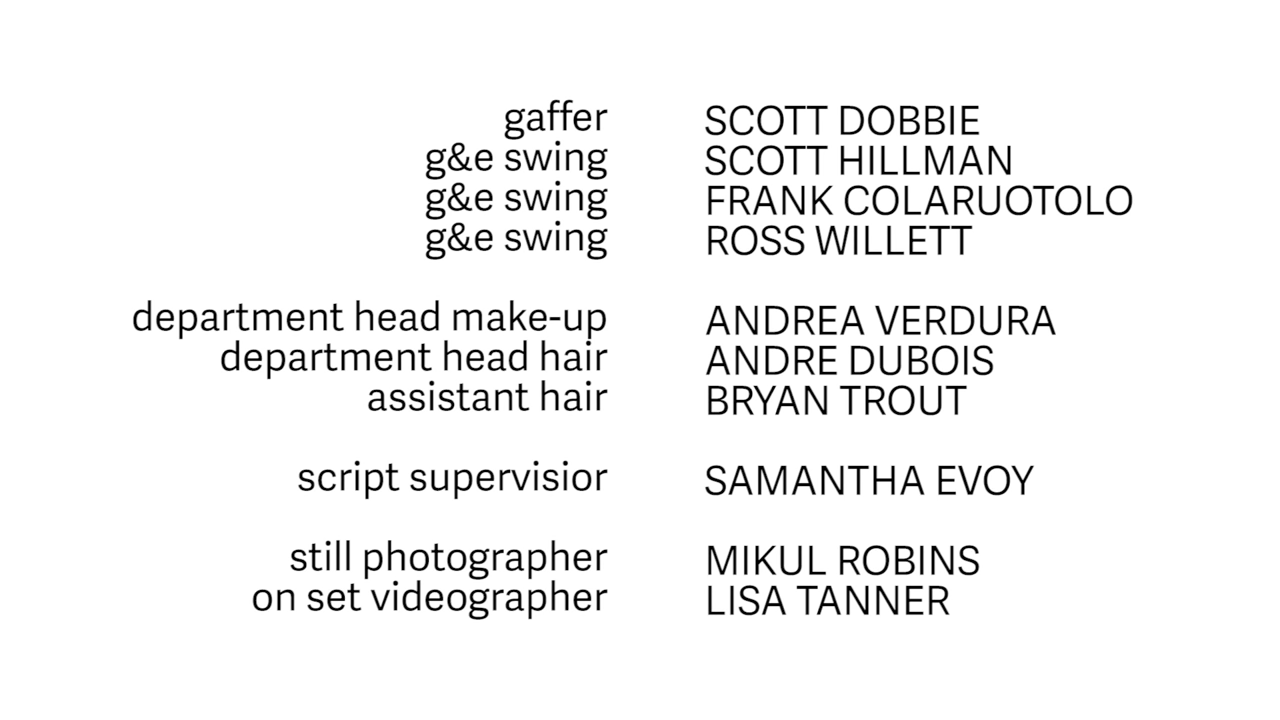 gaffer SCOTT DOBBIE
g&e swing SCOTT HILLMAN
g&e swing FRANK COLARUOTOLO
g&e swing ROSS WILLETT
department head make-up ANDREA VERDURA
department head hair ANDRE DUBOIS
assistant hair BRYAN TROUT
script supervisior SAMANTHA EVOY
still photographer MIKUL ROBINS
on set videographer LISA TANNER